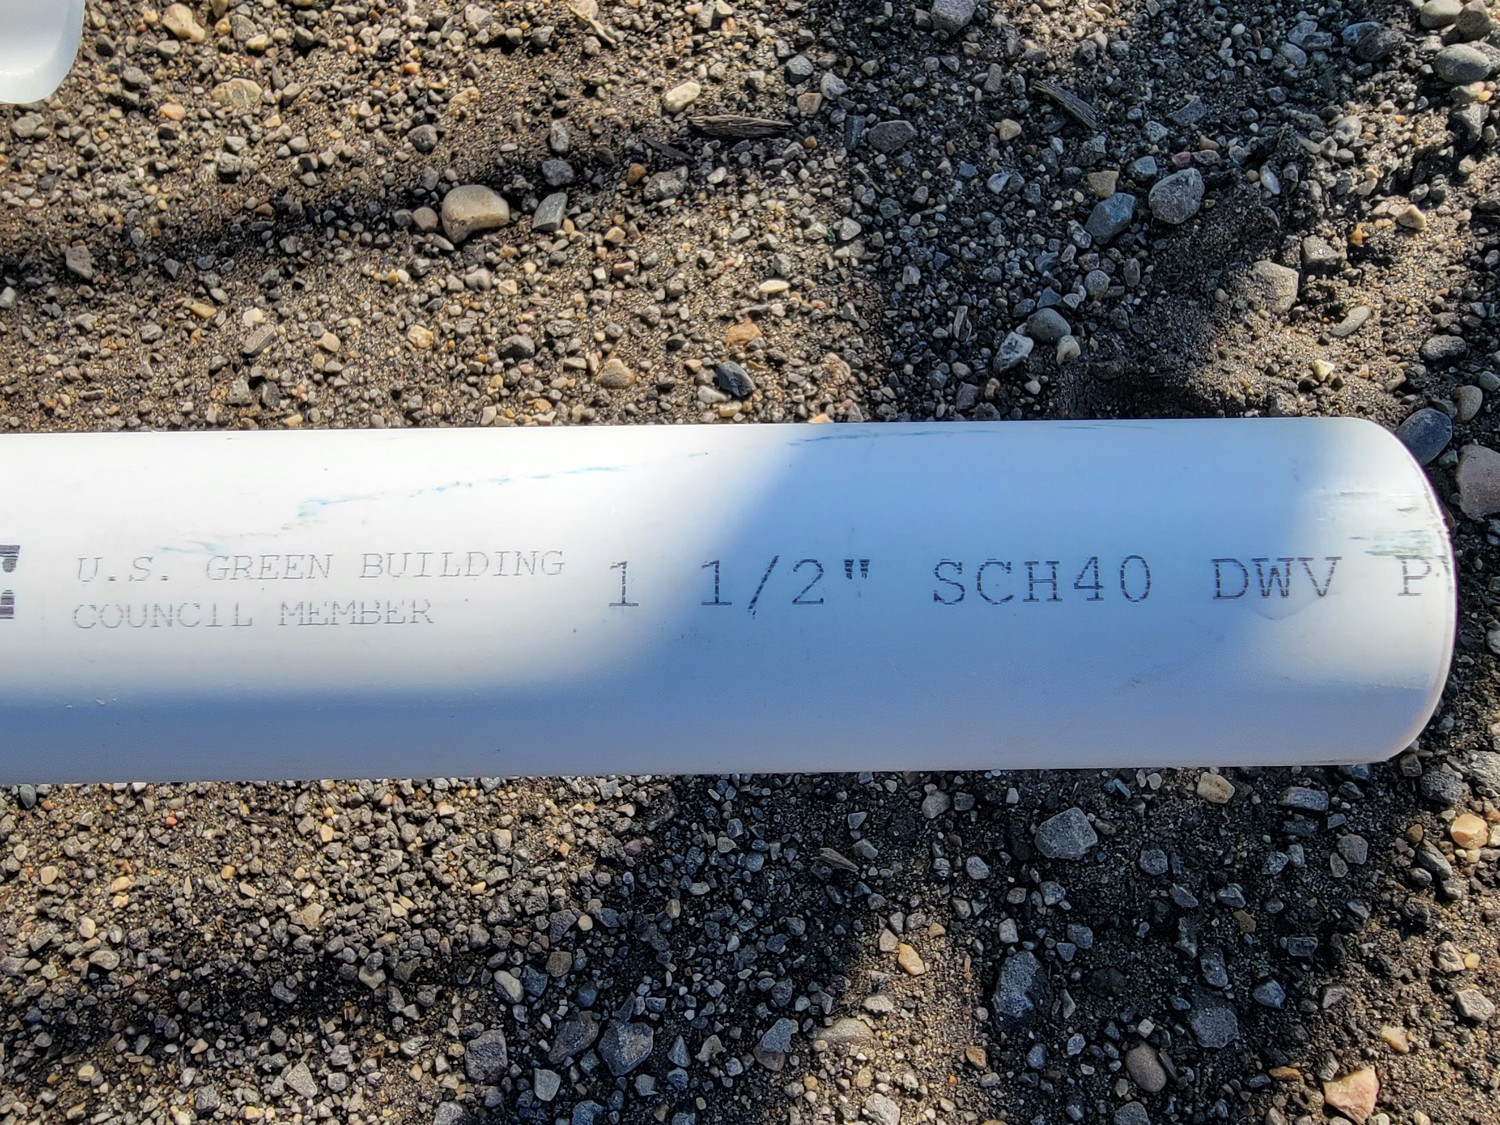 U.S. GREEN BUILDING
COUNCIL MEMBER
1 1/2" SCH40 DWV P